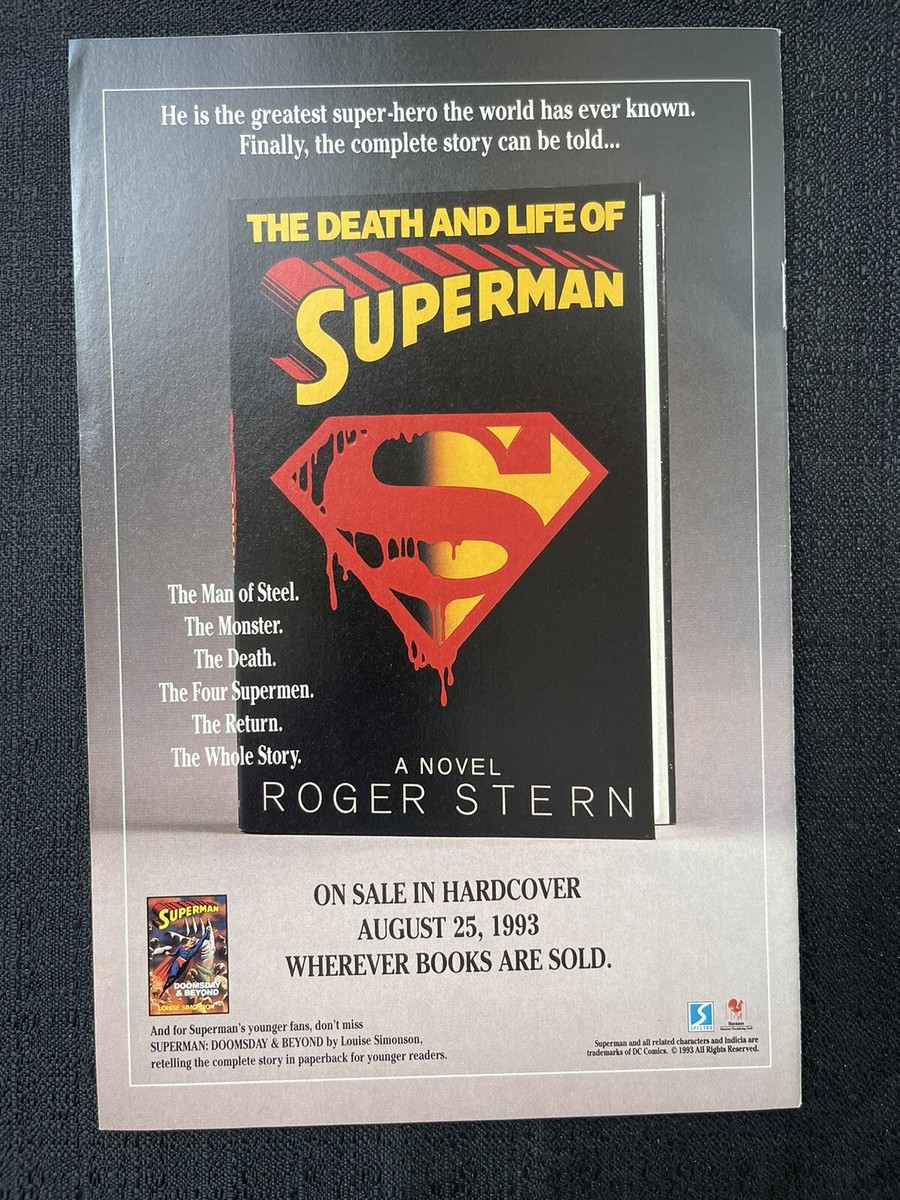 He is the greatest super-hero the world has ever known.
Finally, the complete story can be told...
THE DEATH AND LIFE OF
SUPERMAN
The Man of Steel.
The Monster.
The Death.
The Four Supermen.
The Return.
The Whole Story.
A NOVEL
ROGER STERN
ON SALE IN HARDCOVER
AUGUST 25, 1993
WHEREVER BOOKS ARE SOLD.
SUPERMAN
DOOMSDAY
& BEYOND
LOUISE SIMONSON
And for Superman's younger fans, don't miss
SUPERMAN: DOOMSDAY & BEYOND by Louise Simonson,
retelling the complete story in paperback for younger readers.
S
SPECTRA
Bantam
Superman and all related characters and indicia are
trademarks of DC Comics. © 1993 All Rights Reserved.